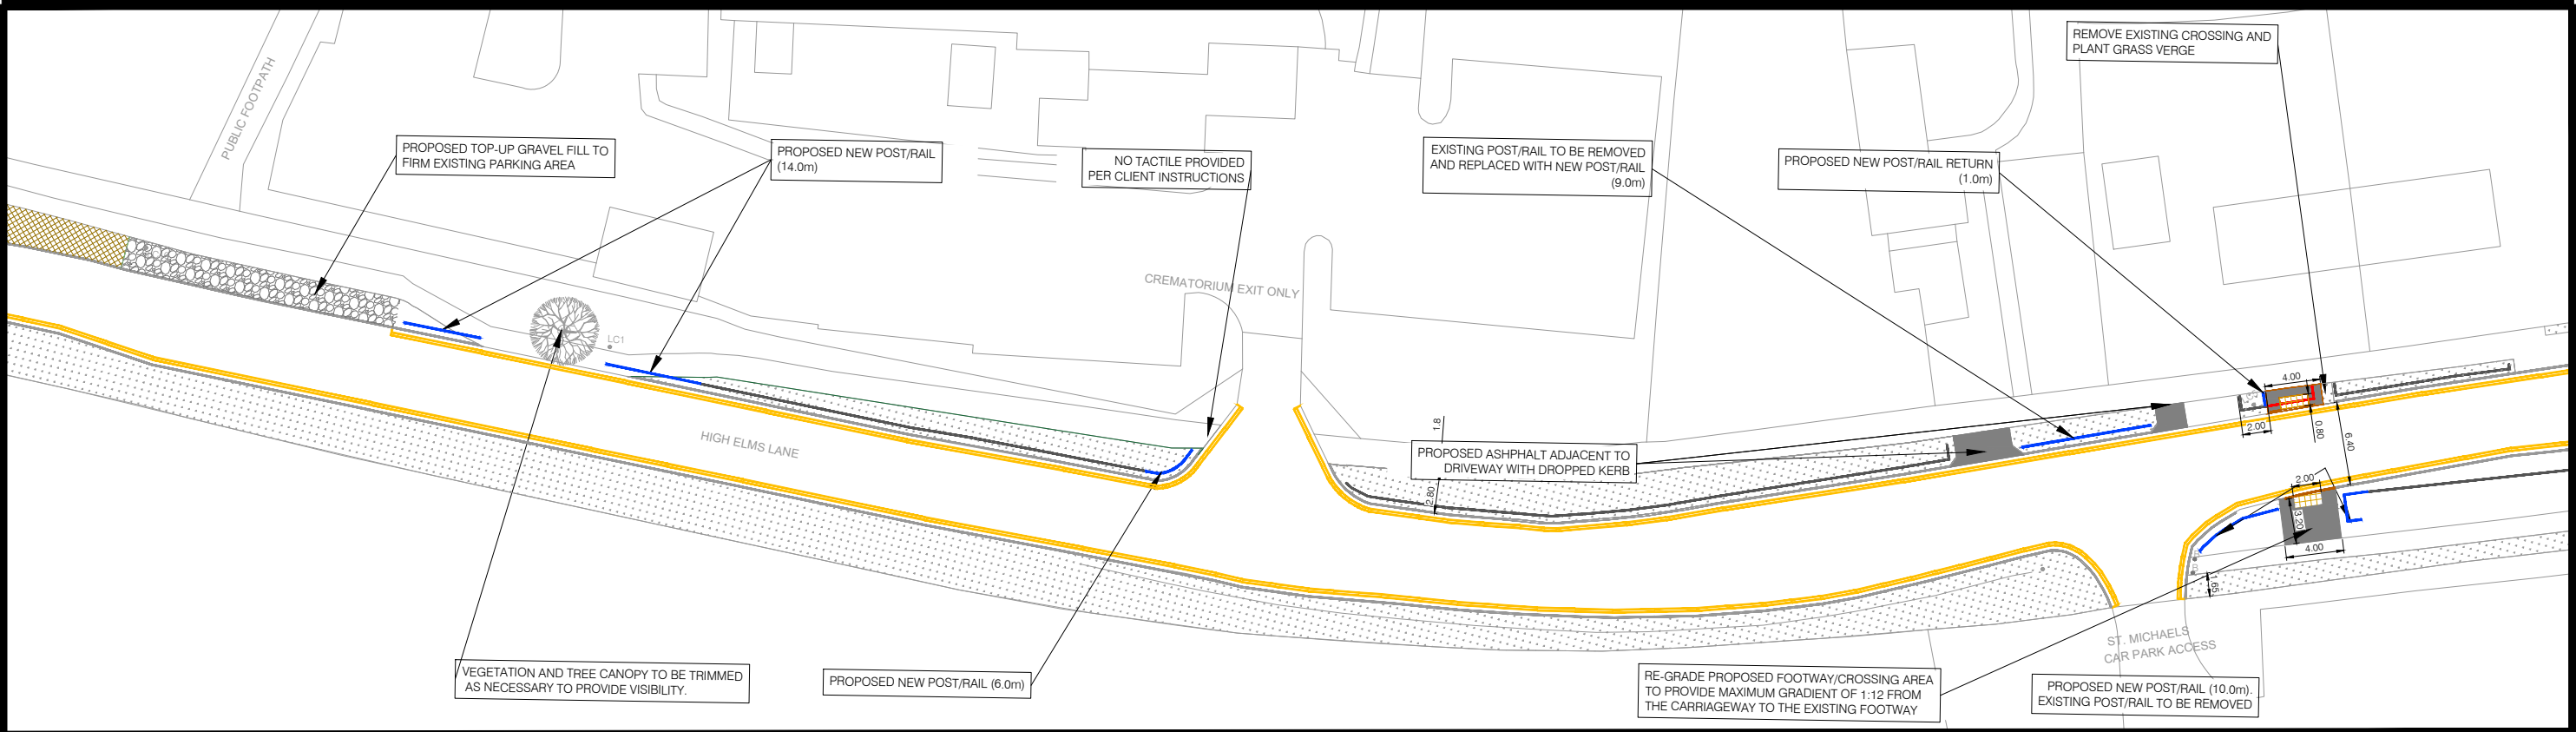 REMOVE EXISTING CROSSING AND
PLANT GRASS VERGE
PUBLIC FOOTPATH
PROPOSED TOP-UP GRAVEL FILL TO
FIRM EXISTING PARKING AREA
PROPOSED NEW POST/RAIL
(14.0m)
NO TACTILE PROVIDED
PER CLIENT INSTRUCTIONS
EXISTING POST/RAIL TO BE REMOVED
AND REPLACED WITH NEW POST/RAIL
(9.0m)
PROPOSED NEW POST/RAIL RETURN
(1.0m)
CREMATORIUM EXIT ONLY
LC1
HIGH ELMS LANE
1.8
2.80
PROPOSED ASHPHALT ADJACENT TO
DRIVEWAY WITH DROPPED KERB
4.00
2.00
0.80
6.40
2.00
3.20
4.00
1.65
ST. MICHAELS
CAR PARK ACCESS
VEGETATION AND TREE CANOPY TO BE TRIMMED
AS NECESSARY TO PROVIDE VISIBILITY.
PROPOSED NEW POST/RAIL (6.0m)
RE-GRADE PROPOSED FOOTWAY/CROSSING AREA
TO PROVIDE MAXIMUM GRADIENT OF 1:12 FROM
THE CARRIAGEWAY TO THE EXISTING FOOTWAY
PROPOSED NEW POST/RAIL (10.0m).
EXISTING POST/RAIL TO BE REMOVED